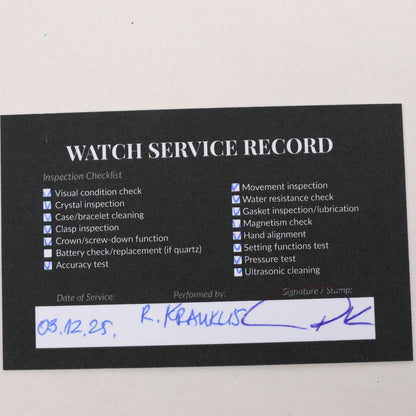 WATCH SERVICE RECORD
Inspection Checklist
Visual condition check
Crystal inspection
Case/bracelet cleaning
Clasp inspection
Crown/screw-down function
Battery check/replacement (if quartz)
Accuracy test
Movement inspection
Water resistance check
Gasket inspection/lubrication
Magnetism check
Hand alignment
Setting functions test
Pressure test
Ultrasonic cleaning
Date of Service: Performed by: Signature / Stamp:
03.12.25. R. KRAUKLIS